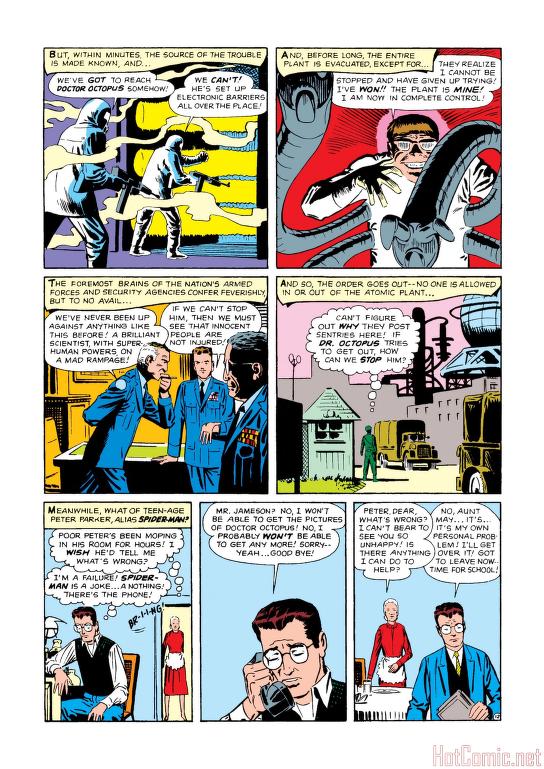 BUT, WITHIN MINUTES, THE SOURCE OF THE TROUBLE
IS MADE KNOWN, AND...
WE'VE GOT TO REACH
DOCTOR OCTOPUS SOMEHOW!
WE CAN'T!
HE'S SET UP
ELECTRONIC BARRIERS
ALL OVER THE PLACE!
AND, BEFORE LONG, THE ENTIRE
PLANT IS EVACUATED, EXCEPT FOR...
THEY REALIZE
I CANNOT BE
STOPPED AND HAVE GIVEN UP TRYING!
I'VE WON!! THE PLANT IS MINE!
I AM NOW IN COMPLETE CONTROL!
THE FOREMOST BRAINS OF THE NATION'S ARMED
FORCES AND SECURITY AGENCIES CONFER FEVERISHLY,
BUT TO NO AVAIL...
WE'VE NEVER BEEN UP
AGAINST ANYTHING LIKE
THIS BEFORE! A BRILLIANT
SCIENTIST, WITH SUPER-
HUMAN POWERS ON
A MAD RAMPAGE!
IF WE CAN'T STOP
HIM, THEN WE MUST
SEE THAT INNOCENT
PEOPLE ARE
NOT INJURED!
AND SO, THE ORDER GOES OUT--NO ONE IS ALLOWED
IN OR OUT OF THE ATOMIC PLANT...
CAN'T FIGURE
OUT WHY THEY POST
SENTRIES HERE! IF
DR. OCTOPUS TRIES
TO GET OUT, HOW
CAN WE STOP HIM?
MEANWHILE, WHAT OF TEEN-AGE
PETER PARKER, ALIAS SPIDER-MAN?
POOR PETER'S BEEN MOPING
IN HIS ROOM FOR HOURS! I
WISH HE'D TELL ME
WHAT'S WRONG?
I'M A FAILURE! SPIDER-
MAN IS A JOKE...A NOTHING!
THERE'S THE PHONE!
BR-I-I-NG!
MR. JAMESON? NO, I WON'T
BE ABLE TO GET THE PICTURES
OF DOCTOR OCTOPUS! NO, I
PROBABLY WON'T BE ABLE
TO GET ANY MORE! SORRY--
YEAH...GOOD BYE!
PETER, DEAR,
WHAT'S WRONG?
I CAN'T BEAR TO
SEE YOU SO
UNHAPPY! IS
THERE ANYTHING
I CAN DO TO
HELP?
NO, AUNT
MAY... IT'S...
IT'S MY OWN
PERSONAL PROB-
LEM! I'LL GET
OVER IT! GOT
TO LEAVE NOW--
TIME FOR SCHOOL!
HotComic.net